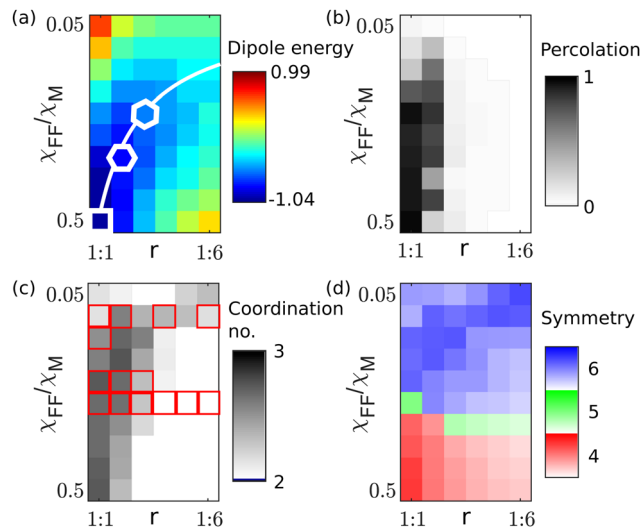 (a)
0.05
χFF/χM
0.5
1:1 r 1:6
Dipole energy
0.99
-1.04
(b)
χFF/χM
0.05
0.5
1:1 r 1:6
Percolation
1
0
(c)
0.05
χFF/χM
0.5
1:1 r 1:6
Coordination
no.
3
2
(d)
0.05
χFF/χM
0.5
1:1 r 1:6
Symmetry
6
5
4